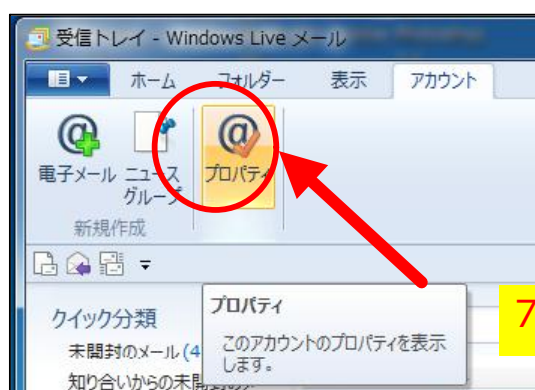 受信トレイ - Windows Live メール
ホーム フォルダー 表示 アカウント
電子メール ニュース グループ プロパティ
新規作成
クイック分類
未開封のメール (4
知り合いからの未開
プロパティ
このアカウントのプロパティを表示
します。
7